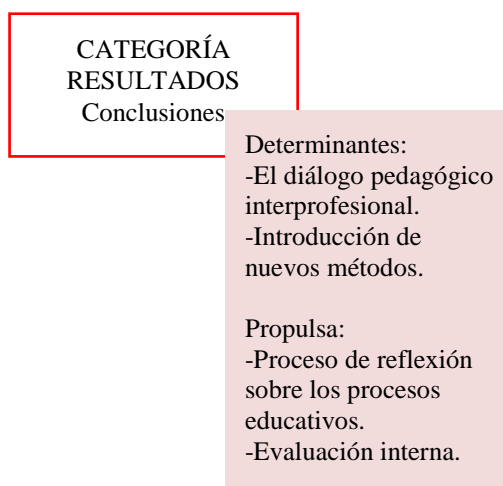 CATEGORÍA
RESULTADOS
Conclusiones
Determinantes:
-El diálogo pedagógico
interprofesional.
-Introducción de
nuevos métodos.
Propulsa:
-Proceso de reflexión
sobre los procesos
educativos.
-Evaluación interna.